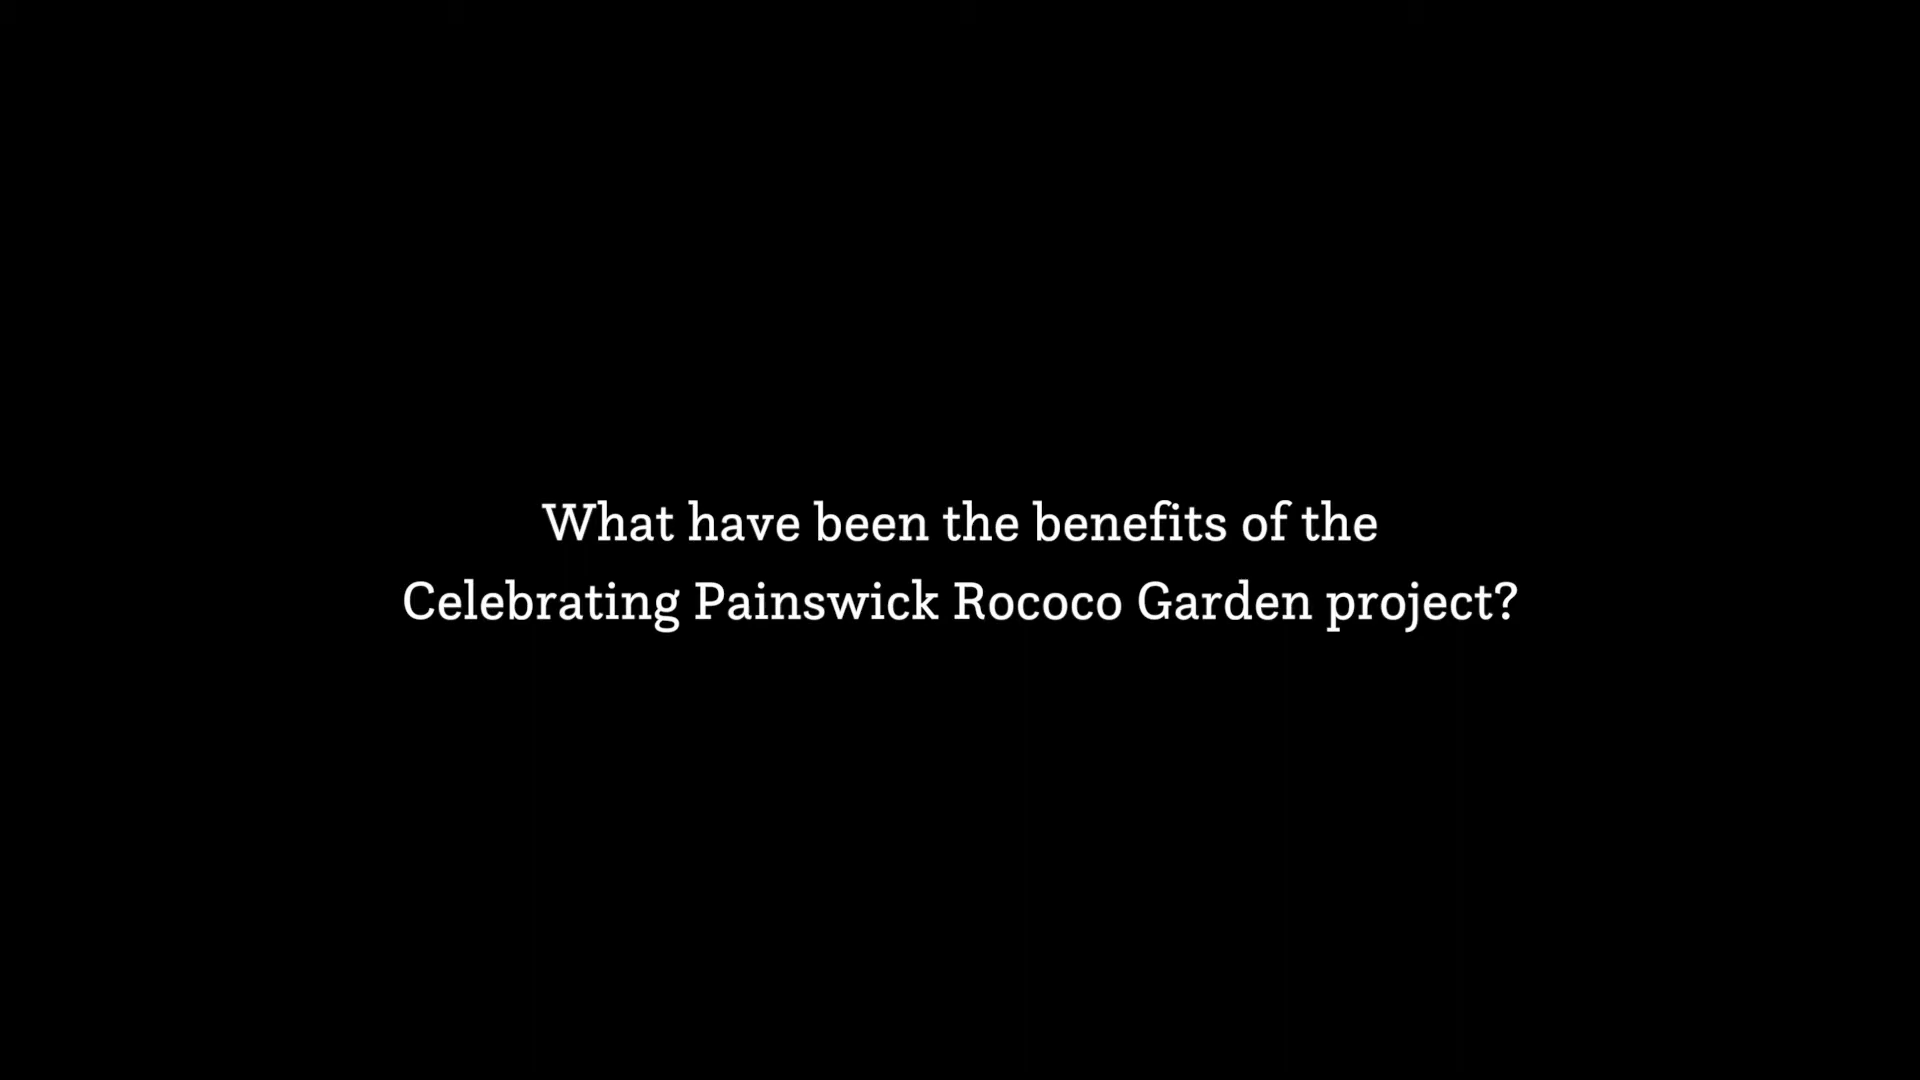 What have been the benefits of the
Celebrating Painswick Rococo Garden project?